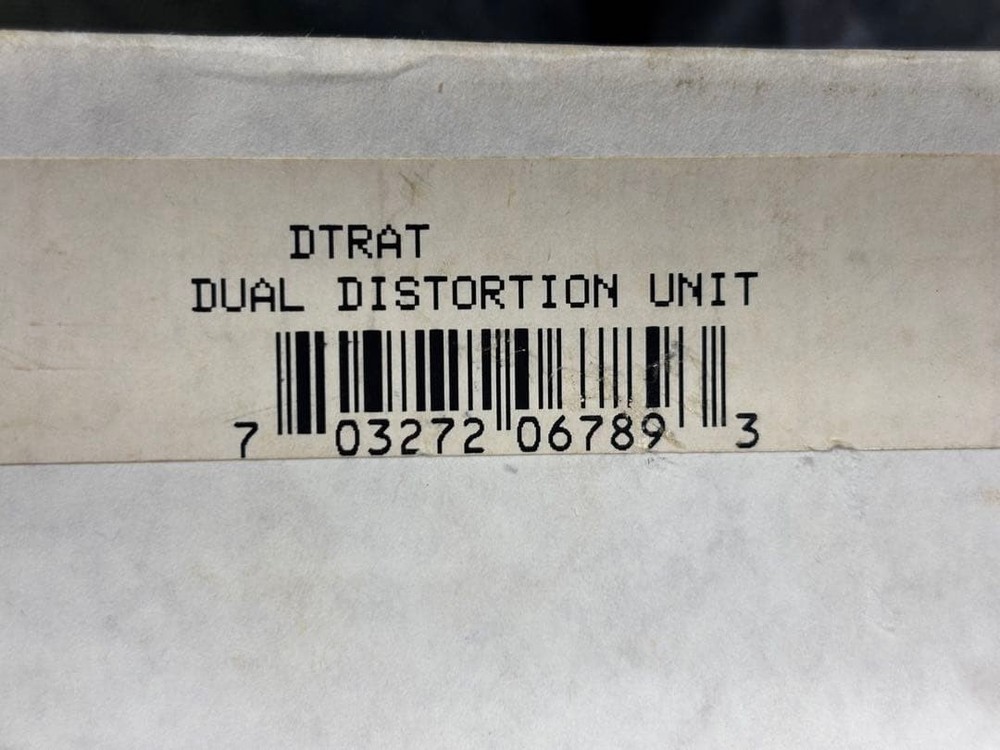 DTRAT
DUAL DISTORTION UNIT
7 03272 06789 3